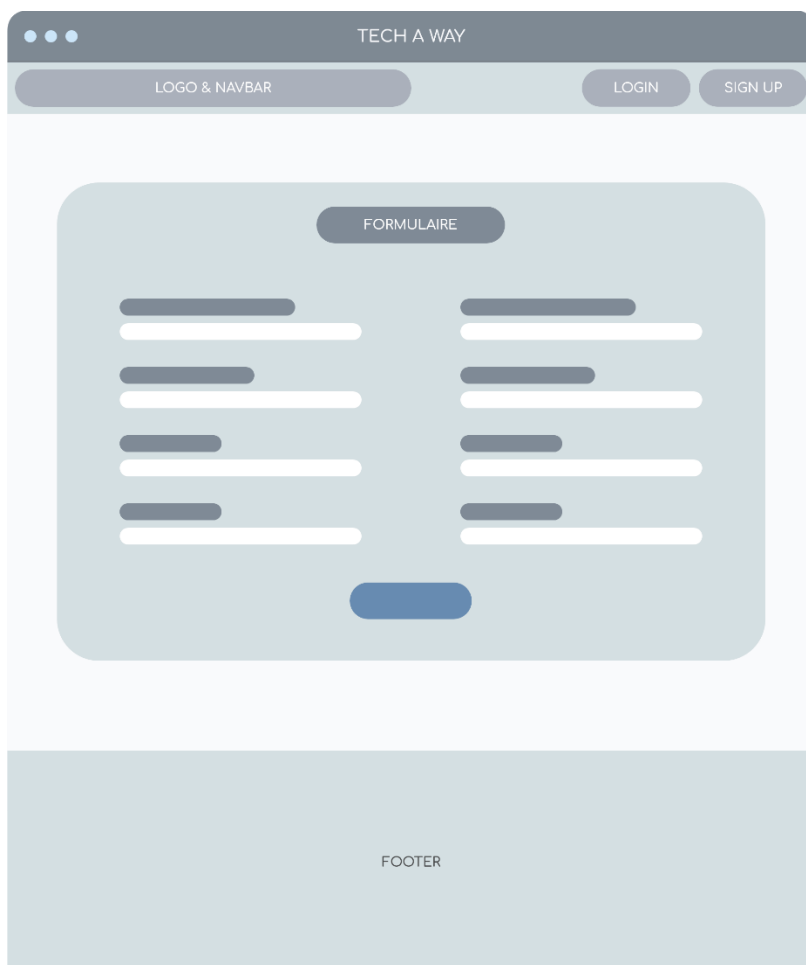 TECH A WAY
LOGO & NAVBAR
LOGIN
SIGN UP
FORMULAIRE
FOOTER